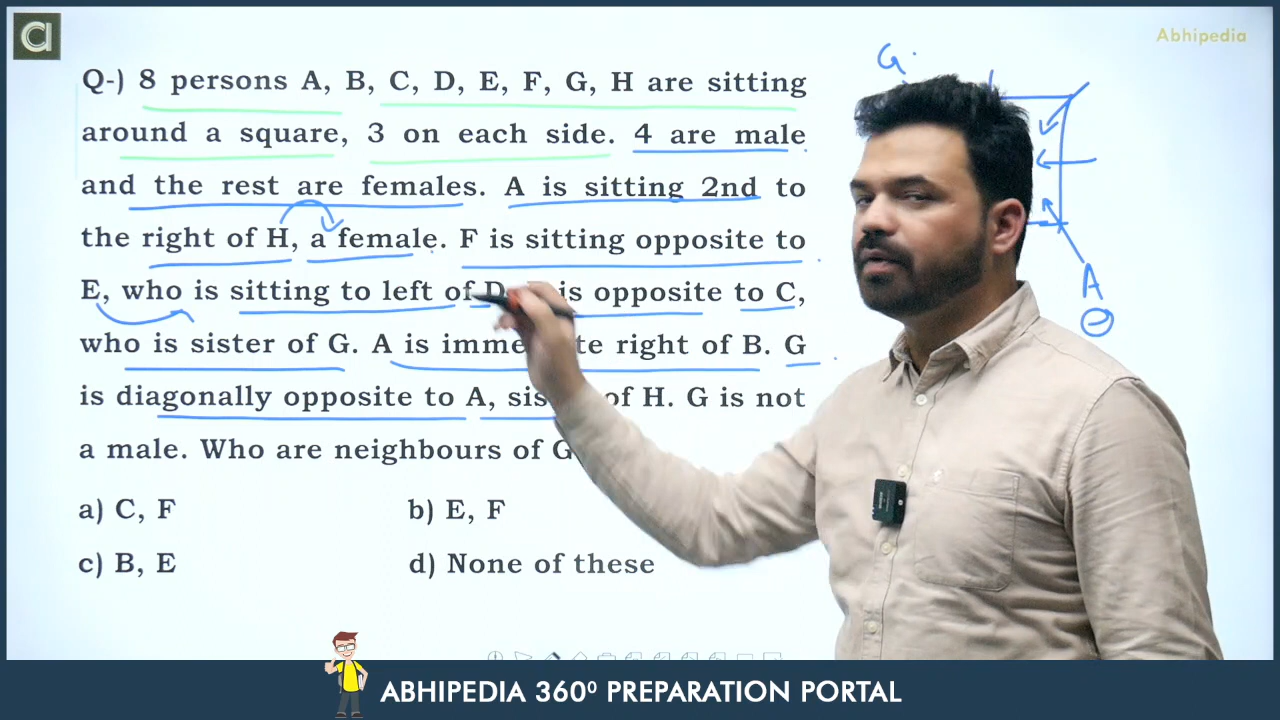 Abhipedia
Q-) 8 persons A, B, C, D, E, F, G, H are sitting
around a square, 3 on each side. 4 are male
and the rest are females. A is sitting 2nd to
the right of H, a female. F is sitting opposite to
E, who is sitting to left of D. is opposite to C,
who is sister of G. A is immediate right of B. G
is diagonally opposite to A, sis of H. G is not
a male. Who are neighbours of G
a) C, F
b) E, F
c) B, E
d) None of these
G
A
ABHIPEDIA 360⁰ PREPARATION PORTAL